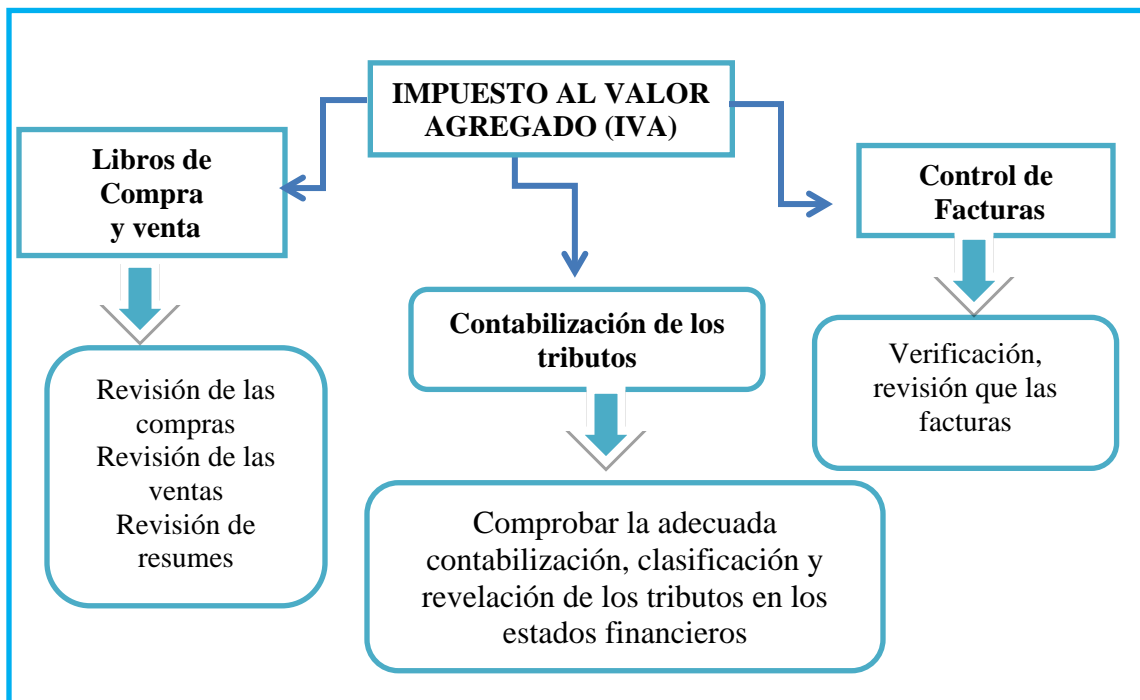 IMPUESTO AL VALOR
AGREGADO (IVA)
Libros de
Compra
y venta
Control de
Facturas
Contabilización de los
tributos
Revisión de las
compras
Revisión de las
ventas
Revisión de
resumes
Verificación,
revisión que las
facturas
Comprobar la adecuada
contabilización, clasificación y
revelación de los tributos en los
estados financieros